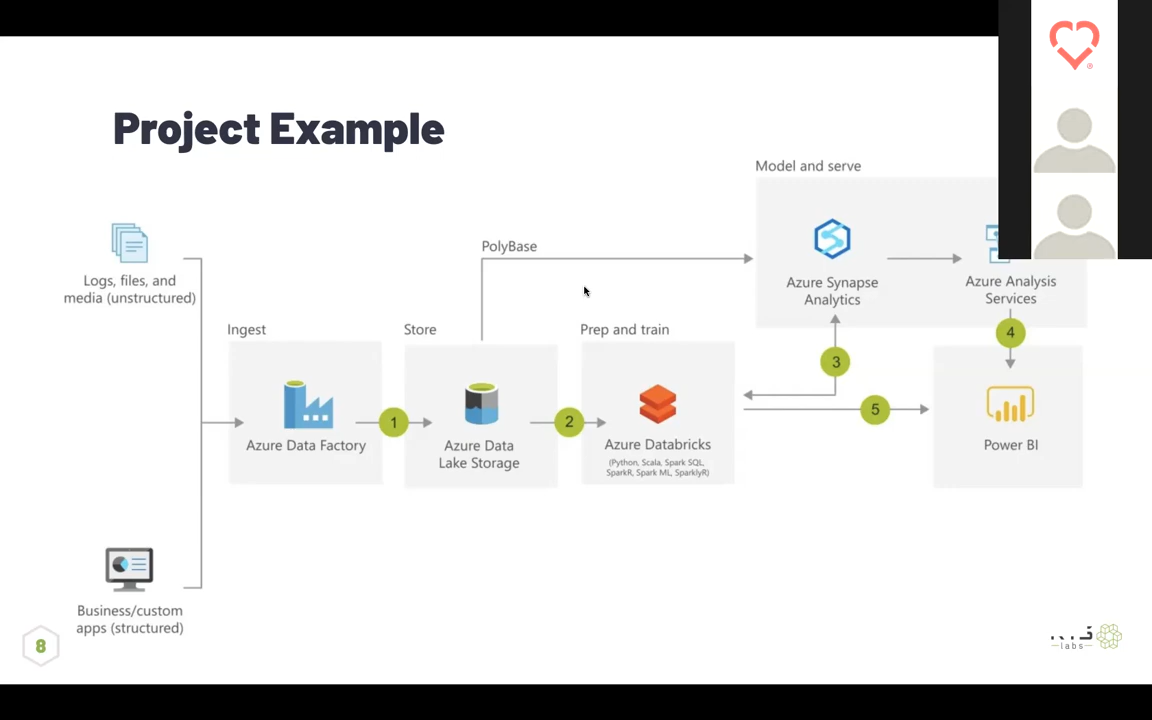 Project Example
Model and serve
PolyBase
Logs, files, and
media (unstructured)
Azure Synapse
Analytics
Azure Analysis
Services
Ingest
Store
Prep and train
4
3
5
1
2
Azure Data Factory
Azure Data
Lake Storage
Azure Databricks
(Python, Scala, Spark SQL,
SparkR, Spark ML, SparklyR)
Power BI
Business/custom
apps (structured)
8
labs
®